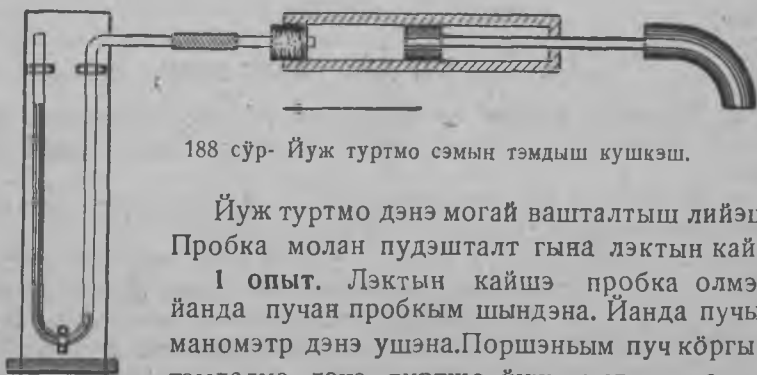 188 сӱр- Йуж туртмо сэмын тэмдыш кушкэш.
Йуж туртмо дэнэ могай вашталтыш лийэш
Пробка молан пудэшталт гына лэктын кай
1 опыт. Лэктын кайшэ пробка олмэ
йанда пучан пробкым шындэна. Йанда пучы
маномэтр дэнэ ушэна.Поршэньым пуч кӧргы